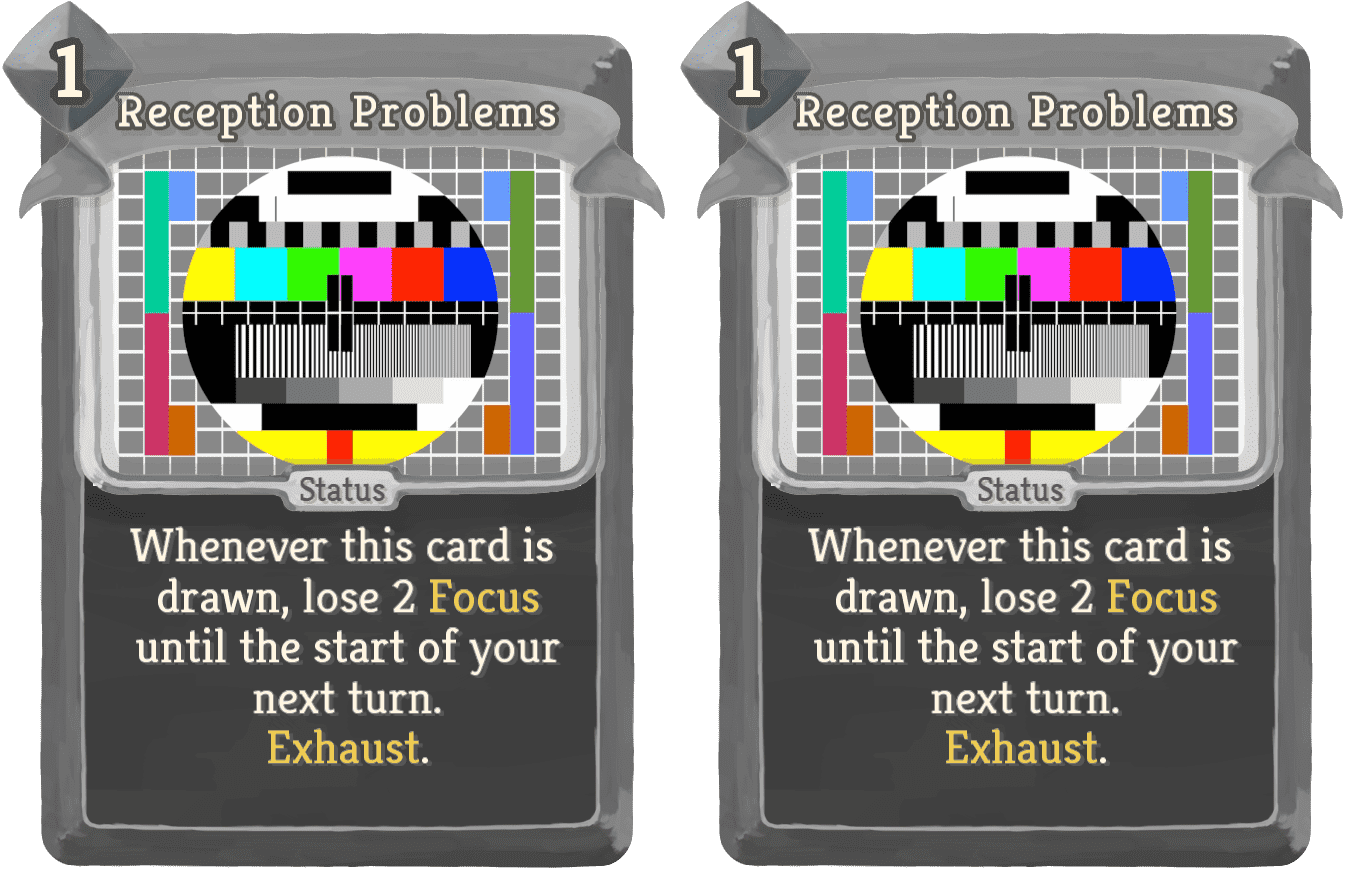 1
Reception Problems
Status
Whenever this card is
drawn, lose 2 Focus
until the start of your
next turn.
Exhaust.
1
Reception Problems
Status
Whenever this card is
drawn, lose 2 Focus
until the start of your
next turn.
Exhaust.